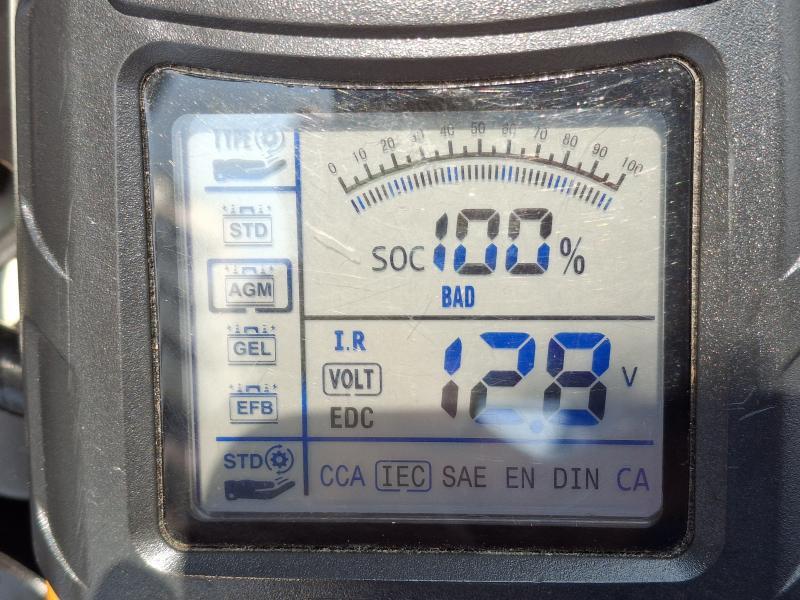 TYPE
0 10 20 30 40 50 60 70 80 90 100
STD
SOC 100 %
BAD
AGM
I.R
GEL
VOLT 12.8 V
EFB
EDC
STD
CCA IEC SAE EN DIN CA